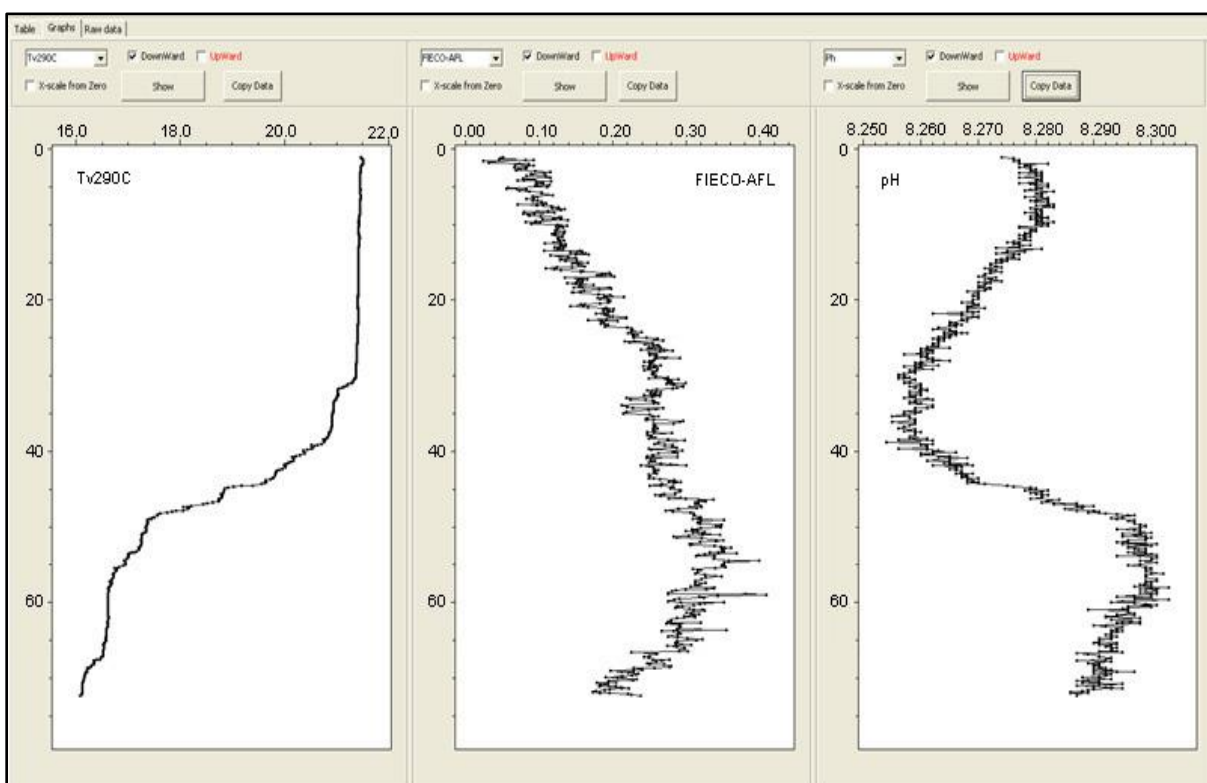 Table Graphs Raw data
Tv290C DownWard UpWard
X-scale from Zero Show Copy Data
FIECO-AFL DownWard UpWard
X-scale from Zero Show Copy Data
Ph DownWard UpWard
X-scale from Zero Show Copy Data
16.0 18.0 20.0 22.0
0
20
40
60
Tv290C
0.00 0.10 0.20 0.30 0.40
0
20
40
60
FIECO-AFL
8.250 8.260 8.270 8.280 8.290 8.300
0
20
40
60
pH